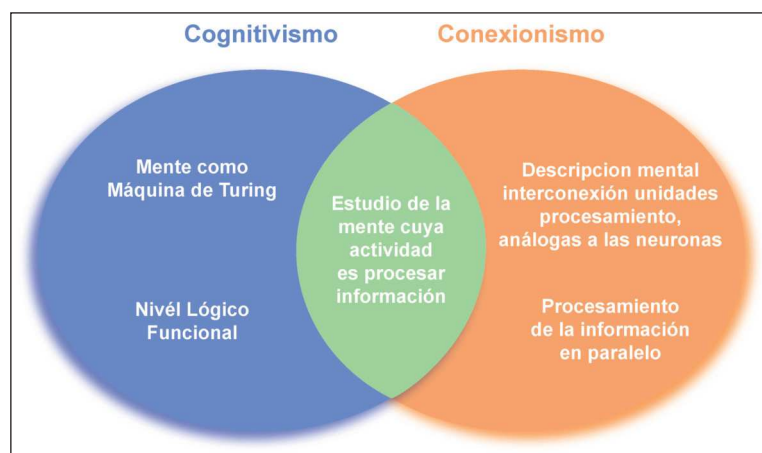 Cognitivismo
Conexionismo
Mente como
Máquina de Turing
Nivél Lógico
Funcional
Estudio de la
mente cuya
actividad
es procesar
información
Descripcion mental
interconexión unidades
procesamiento,
análogas a las neuronas
Procesamiento
de la información
en paralelo